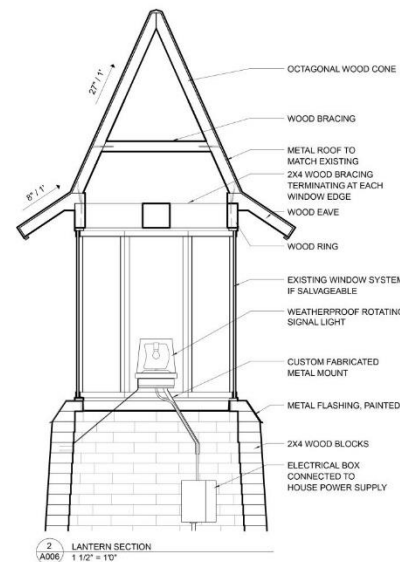 27" / 1'
8" / 1'
OCTAGONAL WOOD CONE
WOOD BRACING
METAL ROOF TO
MATCH EXISTING
2X4 WOOD BRACING
TERMINATING AT EACH
WINDOW EDGE
WOOD EAVE
WOOD RING
EXISTING WINDOW SYSTEM
IF SALVAGEABLE
WEATHERPROOF ROTATING
SIGNAL LIGHT
CUSTOM FABRICATED
METAL MOUNT
METAL FLASHING, PAINTED
2X4 WOOD BLOCKS
ELECTRICAL BOX
CONNECTED TO
HOUSE POWER SUPPLY
2
A006
LANTERN SECTION
1 1/2" = 1'0"